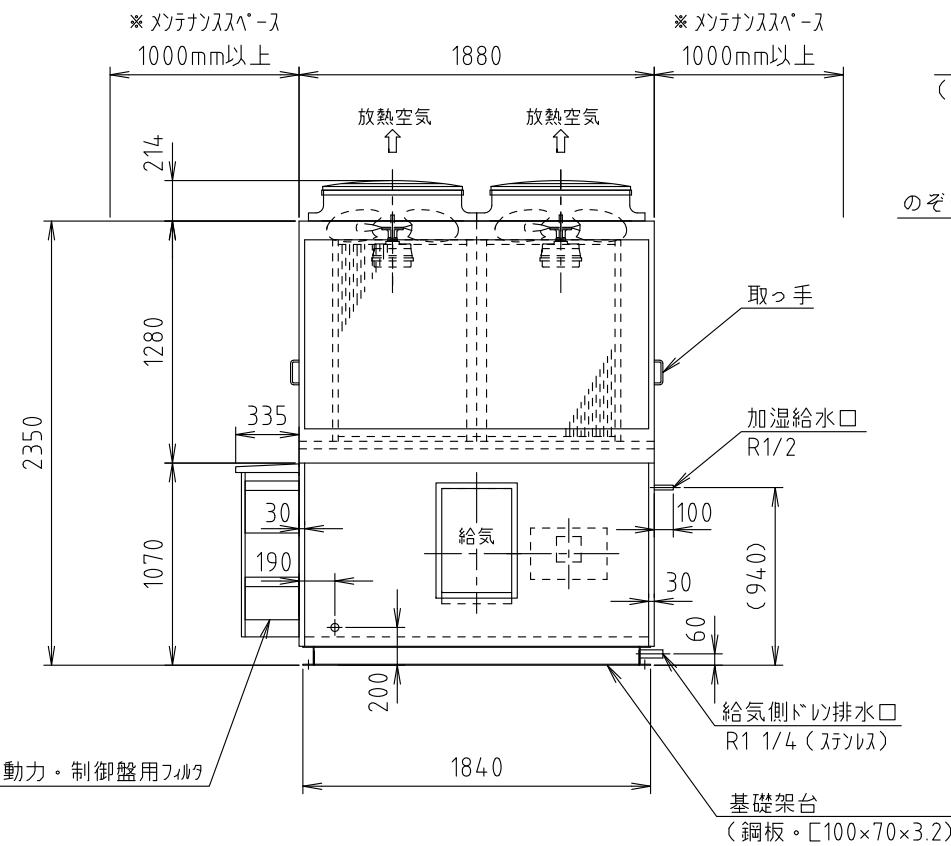 ※ メンテナンススペース
※ メンテナンススペース
1000mm以上
1880
1000mm以上
(
放熱空気
放熱空気
214
のぞ
取っ手
1280
2350
335
加湿給水口
R1/2
30
給気
100
190
1070
30
(940)
60
200
給気側ドレン排水口
R1 1/4 (ステンレス)
動力・制御盤用フィルタ
1840
基礎架台
(鋼板・匚100×70×3.2)